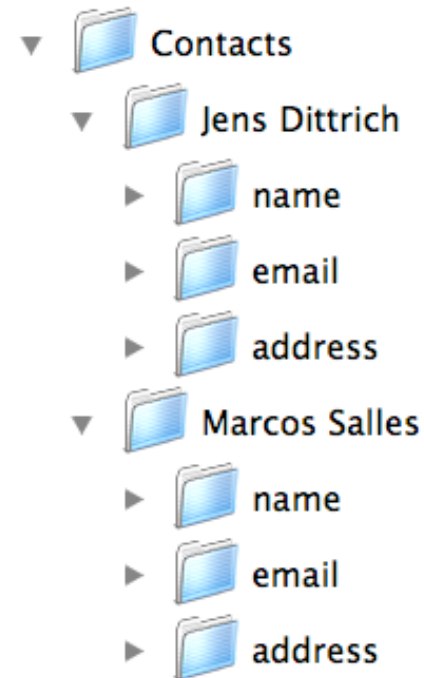 Contacts
Jens Dittrich
name
email
address
Marcos Salles
name
email
address